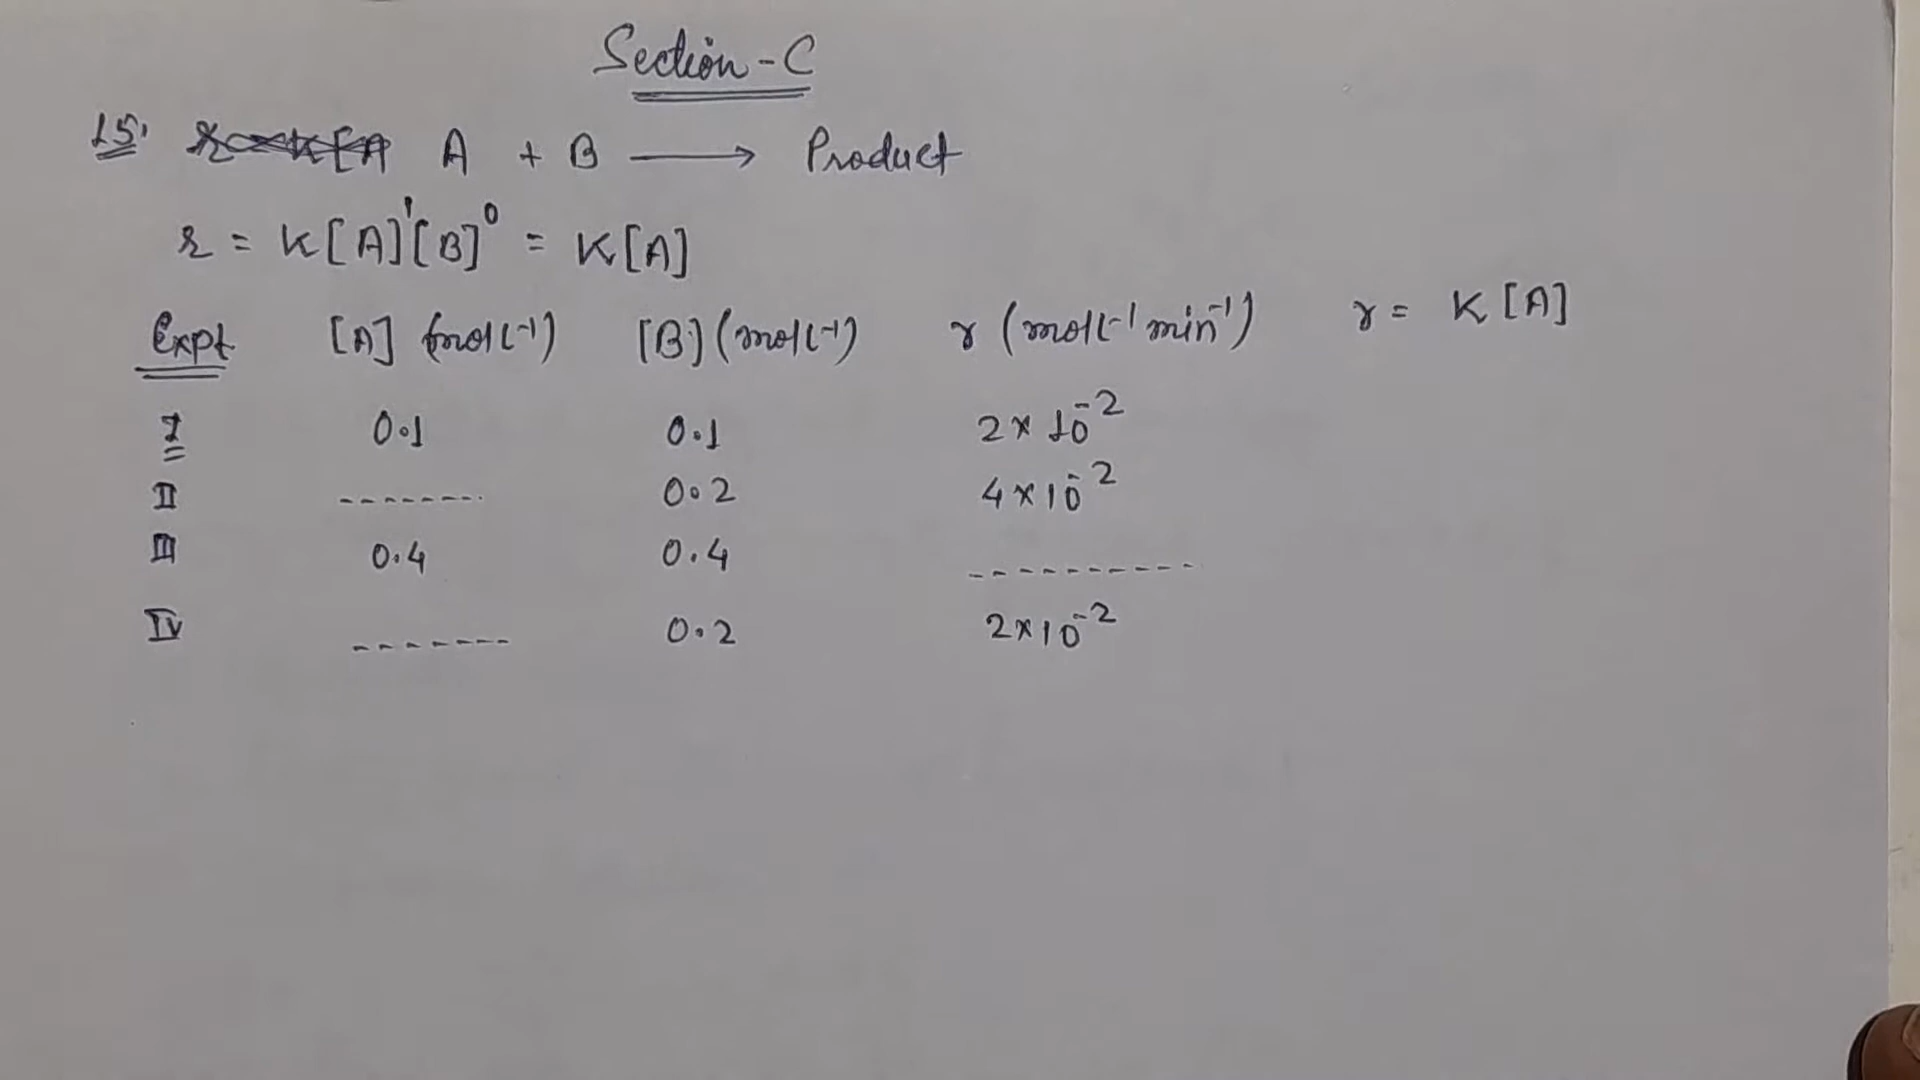 Section - C
15. A + B ⟶ Product
r = K[A]¹[B]⁰ = K[A]
Expt [A] (mol L⁻¹) [B] (mol L⁻¹) r (mol L⁻¹ min⁻¹) r = K[A]
I 0.1 0.1 2 × 10⁻²
II -------- 0.2 4 × 10⁻²
III 0.4 0.4 ----------
IV ------- 0.2 2 × 10⁻²